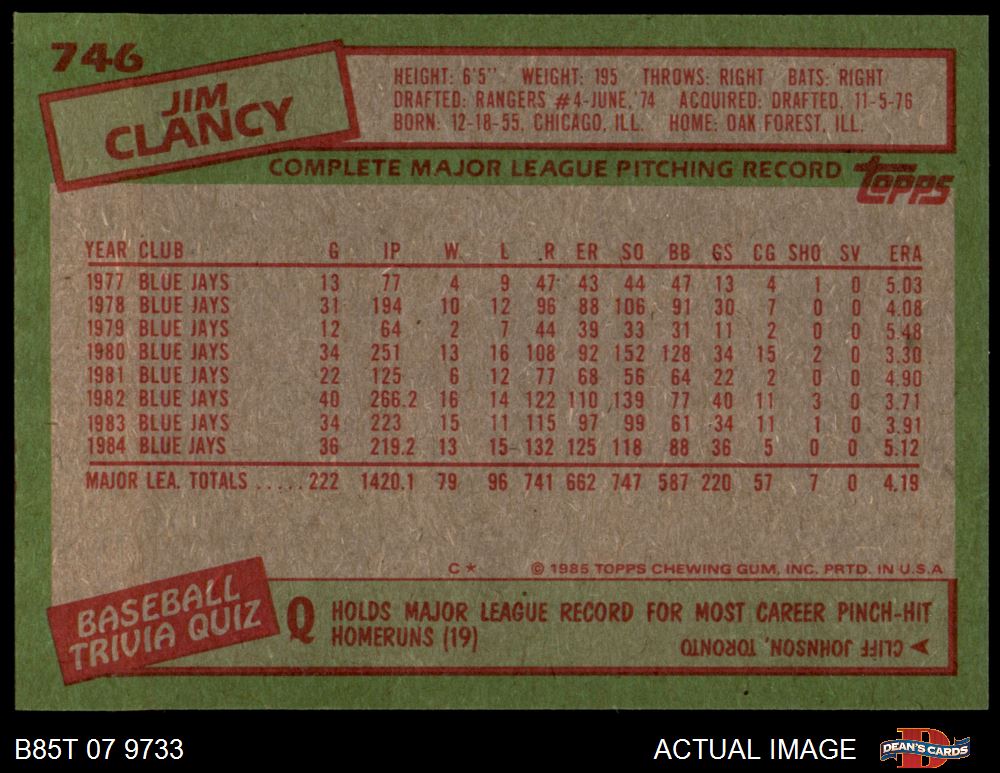 746
JIM
CLANCY
HEIGHT: 6'5" WEIGHT: 195 THROWS: RIGHT BATS: RIGHT
DRAFTED: RANGERS #4-JUNE,'74 ACQUIRED: DRAFTED, 11-5-76
BORN: 12-18-55, CHICAGO, ILL. HOME: OAK FOREST, ILL.
COMPLETE MAJOR LEAGUE PITCHING RECORD
TOPPS
YEAR CLUB G IP W L R ER SO BB GS CG SHO SV ERA
1977 BLUE JAYS 13 77 4 9 47 43 44 47 13 4 1 0 5.03
1978 BLUE JAYS 31 194 10 12 96 88 106 91 30 7 0 0 4.08
1979 BLUE JAYS 12 64 2 7 44 39 33 31 11 2 0 0 5.48
1980 BLUE JAYS 34 251 13 16 108 92 152 128 34 15 2 0 3.30
1981 BLUE JAYS 22 125 6 12 77 68 56 64 22 2 0 0 4.90
1982 BLUE JAYS 40 266.2 16 14 122 110 139 77 40 11 3 0 3.71
1983 BLUE JAYS 34 223 15 11 115 97 99 61 34 11 1 0 3.91
1984 BLUE JAYS 36 219.2 13 15 132 125 118 88 36 5 0 0 5.12
MAJOR LEA. TOTALS .....222 1420.1 79 96 741 662 747 587 220 57 7 0 4.19
C * © 1985 TOPPS CHEWING GUM, INC. PRTD. IN U.S.A.
BASEBALL
TRIVIA QUIZ
Q HOLDS MAJOR LEAGUE RECORD FOR MOST CAREER PINCH-HIT
HOMERUNS (19)
CLIFF JOHNSON, TORONTO
B85T 07 9733
ACTUAL IMAGE
DEAN'S CARDS